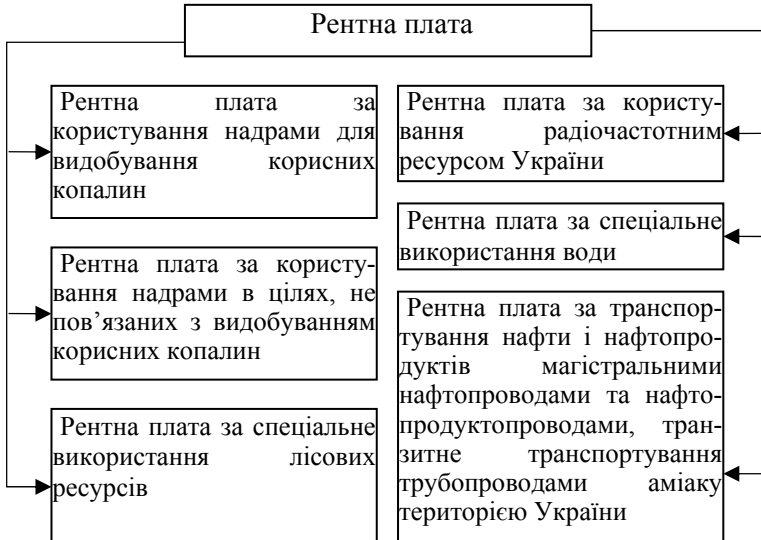 Рентна плата
Рентна плата за
користування надрами для
видобування корисних
копалин
Рентна плата за користу-
вання надрами в цілях, не
пов’язаних з видобуванням
корисних копалин
Рентна плата за спеціальне
використання лісових
ресурсів
Рентна плата за користу-
вання радіочастотним
ресурсом України
Рентна плата за спеціальне
використання води
Рентна плата за транспор-
тування нафти і нафтопро-
дуктів магістральними
нафтопроводами та нафто-
продуктопроводами, тран-
зитне транспортування
трубопроводами аміаку
територією України